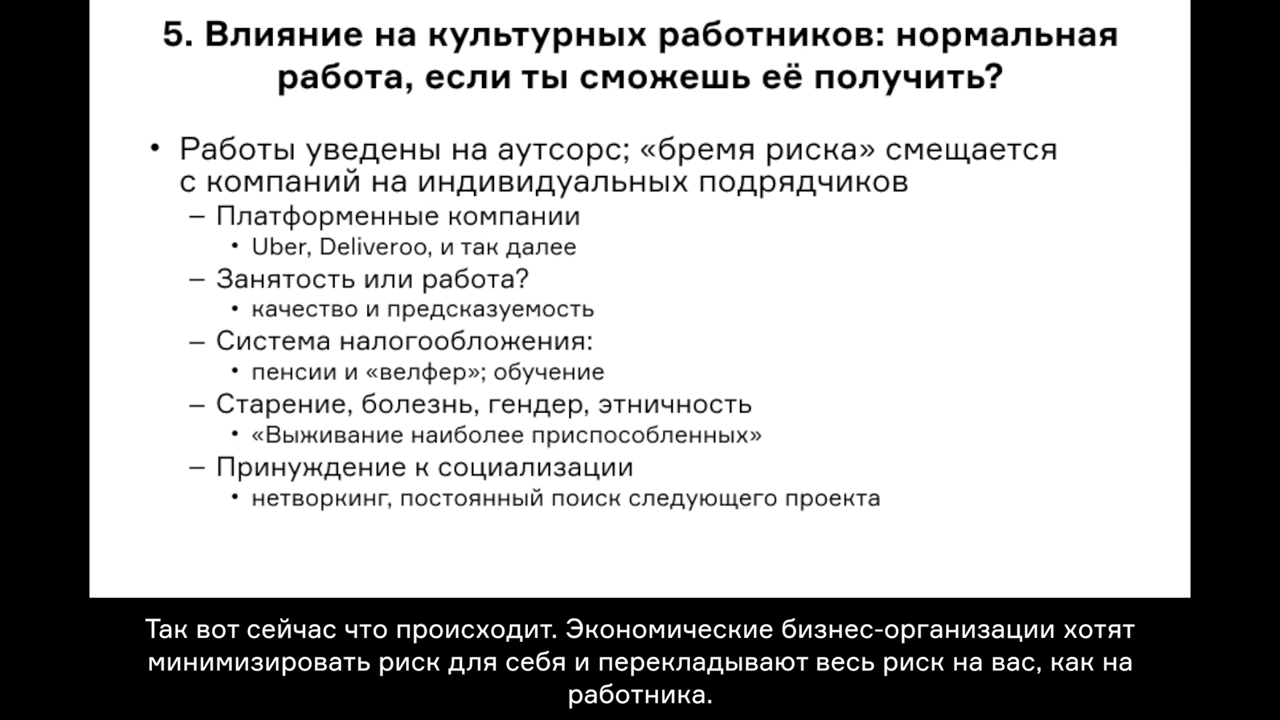 5. Влияние на культурных работников: нормальная
работа, если ты сможешь её получить?
• Работы уведены на аутсорс; «бремя риска» смещается
с компаний на индивидуальных подрядчиков
– Платформенные компании
• Uber, Deliveroo, и так далее
– Занятость или работа?
• качество и предсказуемость
– Система налогообложения:
• пенсии и «велфер»; обучение
– Старение, болезнь, гендер, этничность
• «Выживание наиболее приспособленных»
– Принуждение к социализации
• нетворкинг, постоянный поиск следующего проекта
Так вот сейчас что происходит. Экономические бизнес-организации хотят
минимизировать риск для себя и перекладывают весь риск на вас, как на
работника.